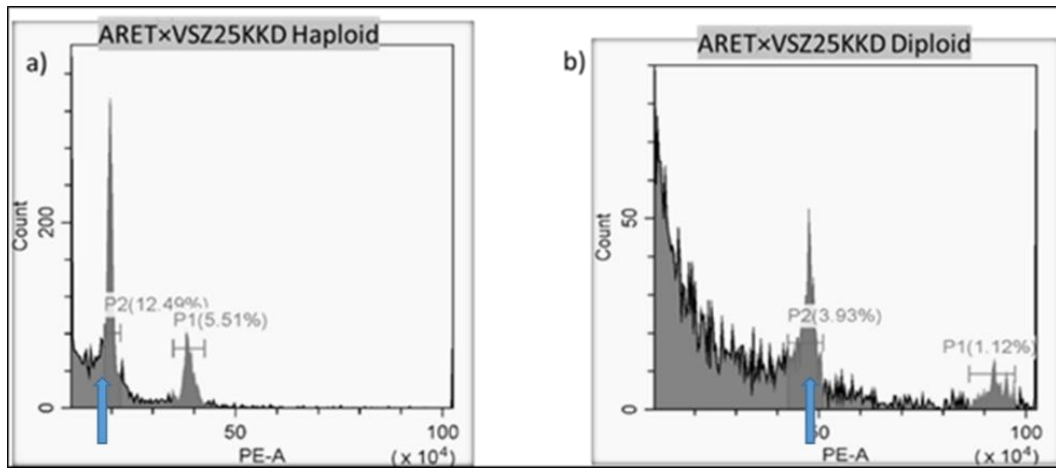 ARET×VSZ25KKD Haploid
a)
Count
200
0
P2(12.49%)
P1(5.51%)
50
100
PE-A
(x 10⁴)
ARET×VSZ25KKD Diploid
b)
Count
50
0
P2(3.93%)
P1(1.12%)
50
100
PE-A
(x 10⁴)